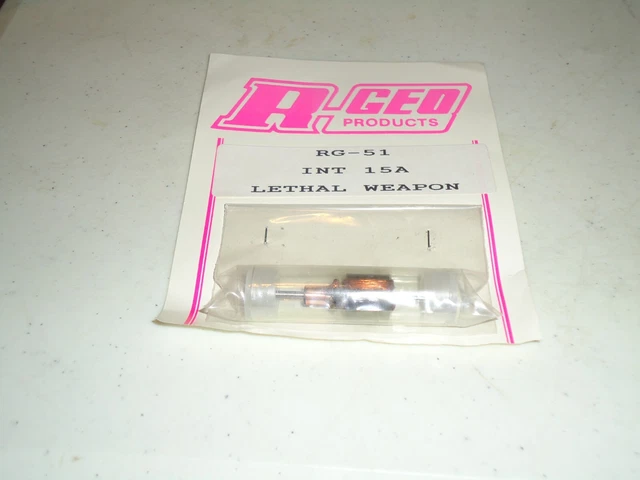 R-GEO
PRODUCTS
RG-51
INT 15A
LETHAL WEAPON